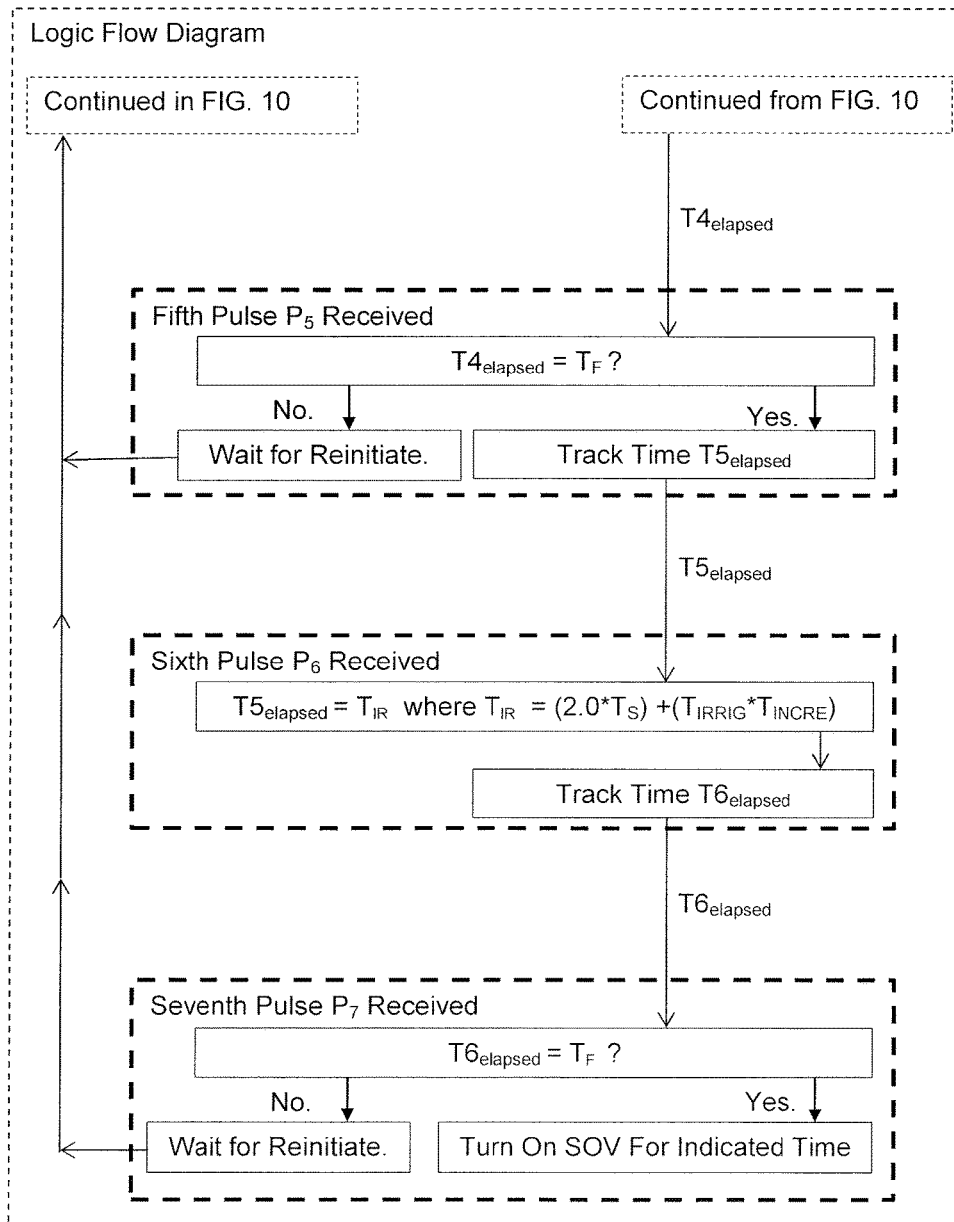 Logic Flow Diagram
Continued in FIG. 10
Continued from FIG. 10
T4elapsed
Fifth Pulse P5 Received
T4elapsed = TF ?
No.
Yes.
Wait for Reinitiate.
Track Time T5elapsed
T5elapsed
Sixth Pulse P6 Received
T5elapsed = TIR where TIR = (2.0*TS) +(TIRRIG*TINCRE)
Track Time T6elapsed
T6elapsed
Seventh Pulse P7 Received
T6elapsed = TF ?
No.
Yes.
Wait for Reinitiate.
Turn On SOV For Indicated Time